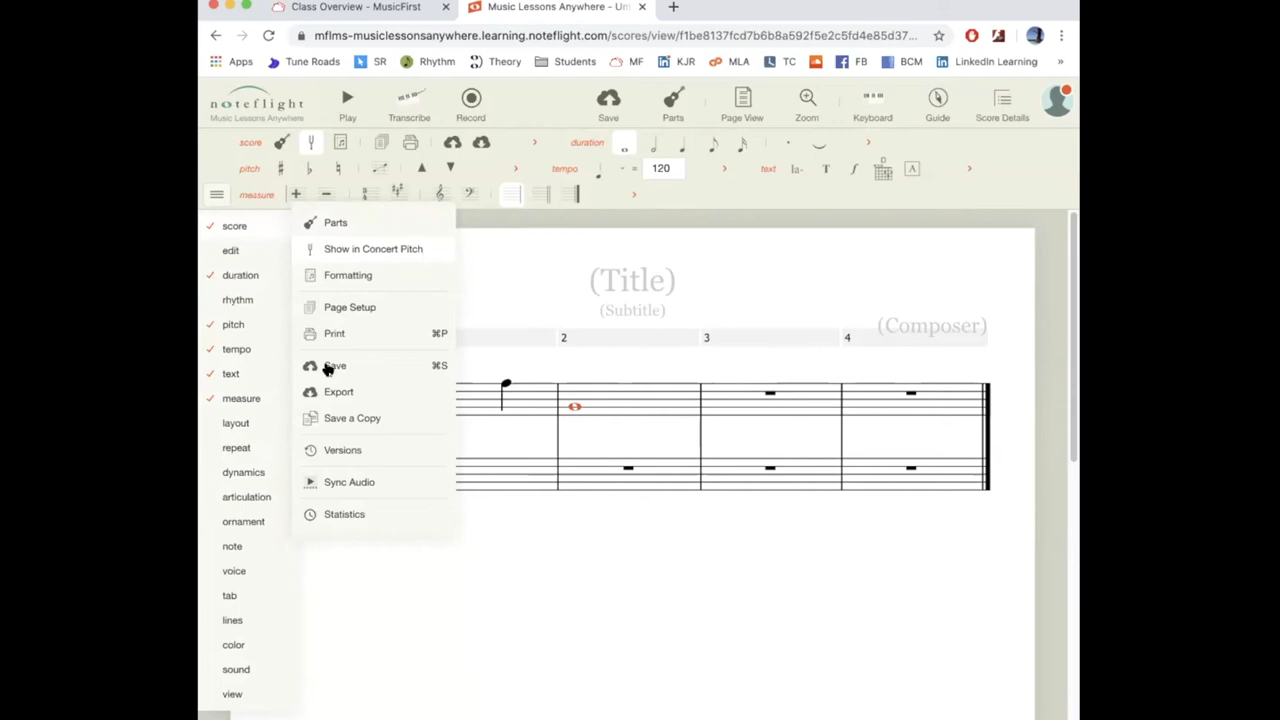 Class Overview - MusicFirst
Music Lessons Anywhere - Un
mflms-musiclessonsanywhere.learning.noteflight.com/scores/view/f1be8137fcd7b6b8a592f5e2c5fd4e85d37...
Apps Tune Roads SR Rhythm Theory Students MF KJR MLA TC FB BCM LinkedIn Learning »
noteflight
Music Lessons Anywhere
Play Transcribe Record Save Parts Page View Zoom Keyboard Guide Score Details
score duration
pitch tempo = 120 text la- T f A
measure + −
score
edit
duration
rhythm
pitch
tempo
text
measure
layout
repeat
dynamics
articulation
ornament
note
voice
tab
lines
color
sound
view
Parts
Show in Concert Pitch
Formatting
Page Setup
Print ⌘P
Save ⌘S
Export
Save a Copy
Versions
Sync Audio
Statistics
(Title)
(Subtitle)
(Composer)
2 3 4